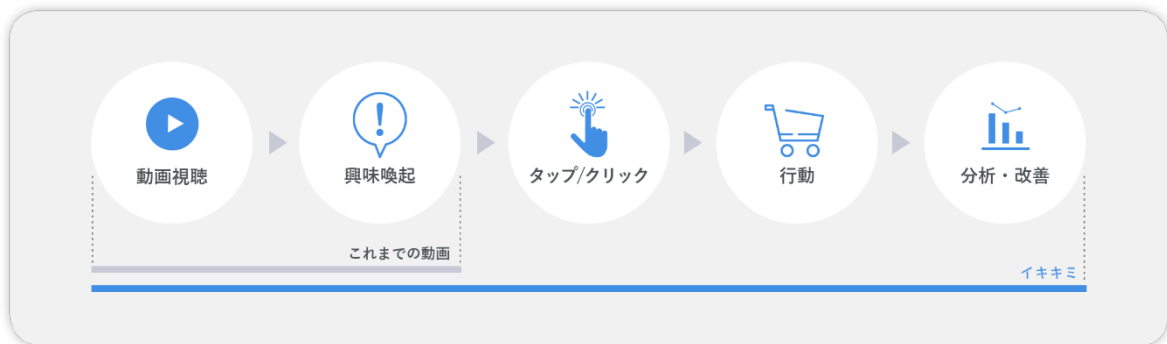 動画視聴
興味喚起
タップ/クリック
行動
分析・改善
これまでの動画
イキキミ